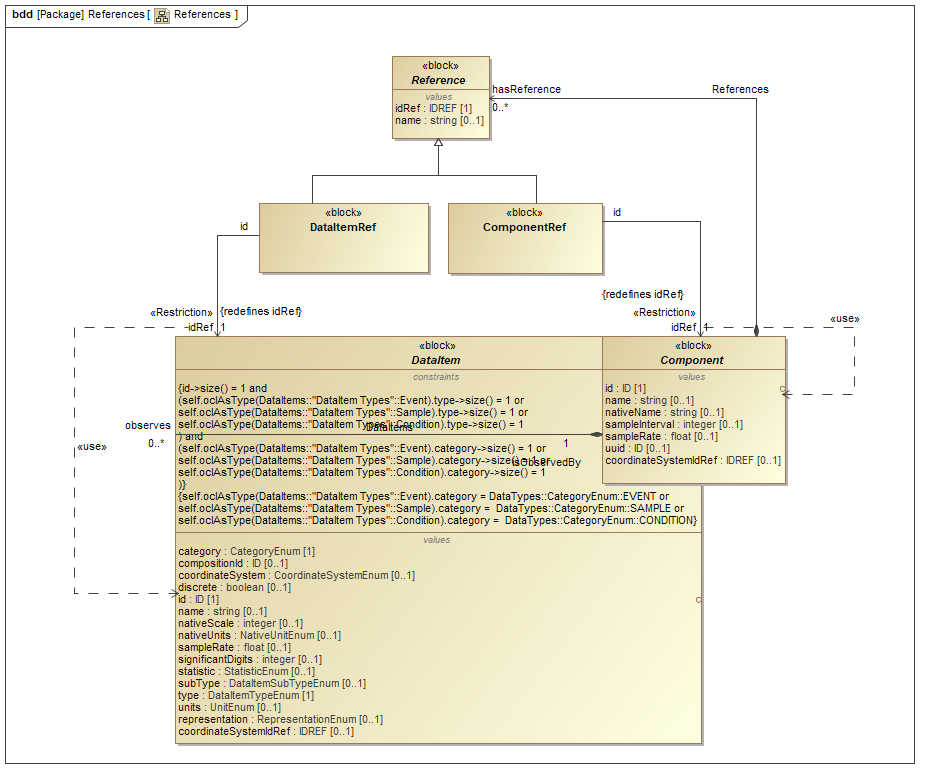 bdd [Package] References [ References ]
«block»
Reference
values
idRef : IDREF [1]
name : string [0..1]
hasReference
0..*
References
«block»
DataItemRef
«block»
ComponentRef
id
id
«Restriction»
{redefines idRef}
idRef
1
{redefines idRef}
«Restriction»
idRef
1
«use»
«block»
DataItem
constraints
{id->size() = 1 and
(self.oclAsType(DataItems::"DataItem Types"::Event).type->size() = 1 or
self.oclAsType(DataItems::"DataItem Types"::Sample).type->size() = 1 or
self.oclAsType(DataItems::"DataItem Types"::Condition).type->size() = 1
) and
(self.oclAsType(DataItems::"DataItem Types"::Event).category->size() = 1 or
self.oclAsType(DataItems::"DataItem Types"::Sample).category->size() = 1 or
self.oclAsType(DataItems::"DataItem Types"::Condition).category->size() = 1
)}
{self.oclAsType(DataItems::"DataItem Types"::Event).category = DataTypes::CategoryEnum::EVENT or
self.oclAsType(DataItems::"DataItem Types"::Sample).category = DataTypes::CategoryEnum::SAMPLE or
self.oclAsType(DataItems::"DataItem Types"::Condition).category = DataTypes::CategoryEnum::CONDITION}
values
category : CategoryEnum [1]
compositionId : ID [0..1]
coordinateSystem : CoordinateSystemEnum [0..1]
discrete : boolean [0..1]
id : ID [1]
name : string [0..1]
nativeScale : integer [0..1]
nativeUnits : NativeUnitEnum [0..1]
sampleRate : float [0..1]
significantDigits : integer [0..1]
statistic : StatisticEnum [0..1]
subType : DataItemSubTypeEnum [0..1]
type : DataItemTypeEnum [1]
units : UnitEnum [0..1]
representation : RepresentationEnum [0..1]
coordinateSystemIdRef : IDREF [0..1]
«block»
Component
values
id : ID [1]
name : string [0..1]
nativeName : string [0..1]
sampleInterval : integer [0..1]
sampleRate : float [0..1]
uuid : ID [0..1]
coordinateSystemIdRef : IDREF [0..1]
observes
0..*
«use»
DataItems
1
isObservedBy